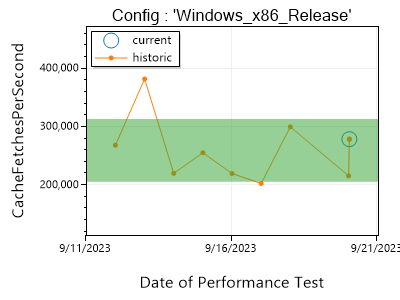 Config : 'Windows_x86_Release'
current
historic
CacheFetchesPerSecond
400,000
300,000
200,000
9/11/2023
9/16/2023
9/21/2023
Date of Performance Test